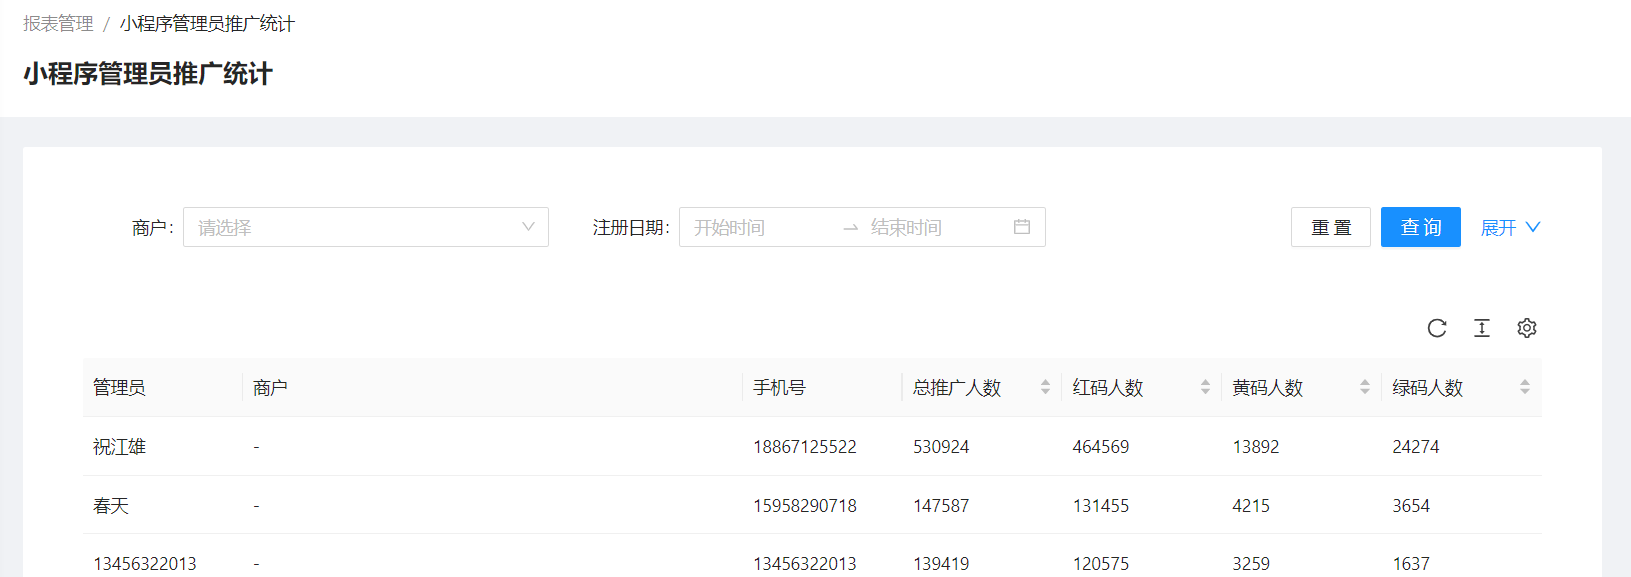 报表管理 / 小程序管理员推广统计
小程序管理员推广统计
商户: 请选择 注册日期: 开始时间 → 结束时间 重置 查询 展开
管理员 商户 手机号 总推广人数 红码人数 黄码人数 绿码人数
祝江雄 - 18867125522 530924 464569 13892 24274
春天 - 15958290718 147587 131455 4215 3654
13456322013 - 13456322013 139419 120575 3259 1637